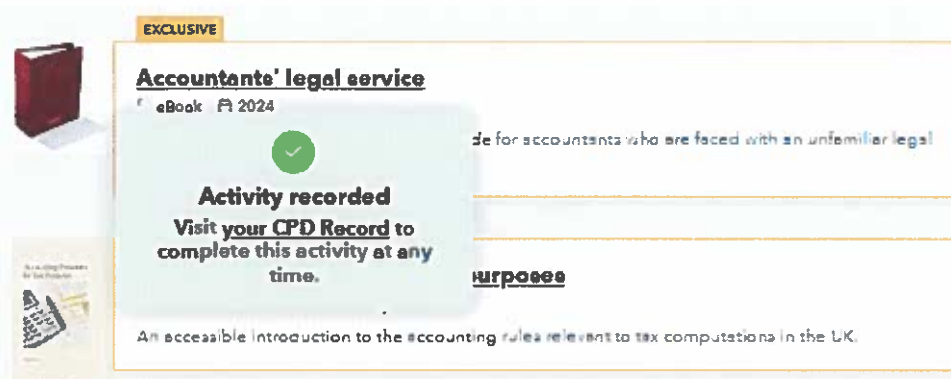 EXCLUSIVE
Accountants' legal service
eBook 2024
de for accountants who are faced with an unfamiliar legal
Activity recorded
Visit your CPD Record to
complete this activity at any
time.
urposes
An accessible introduction to the accounting rules relevant to tax computations in the UK.